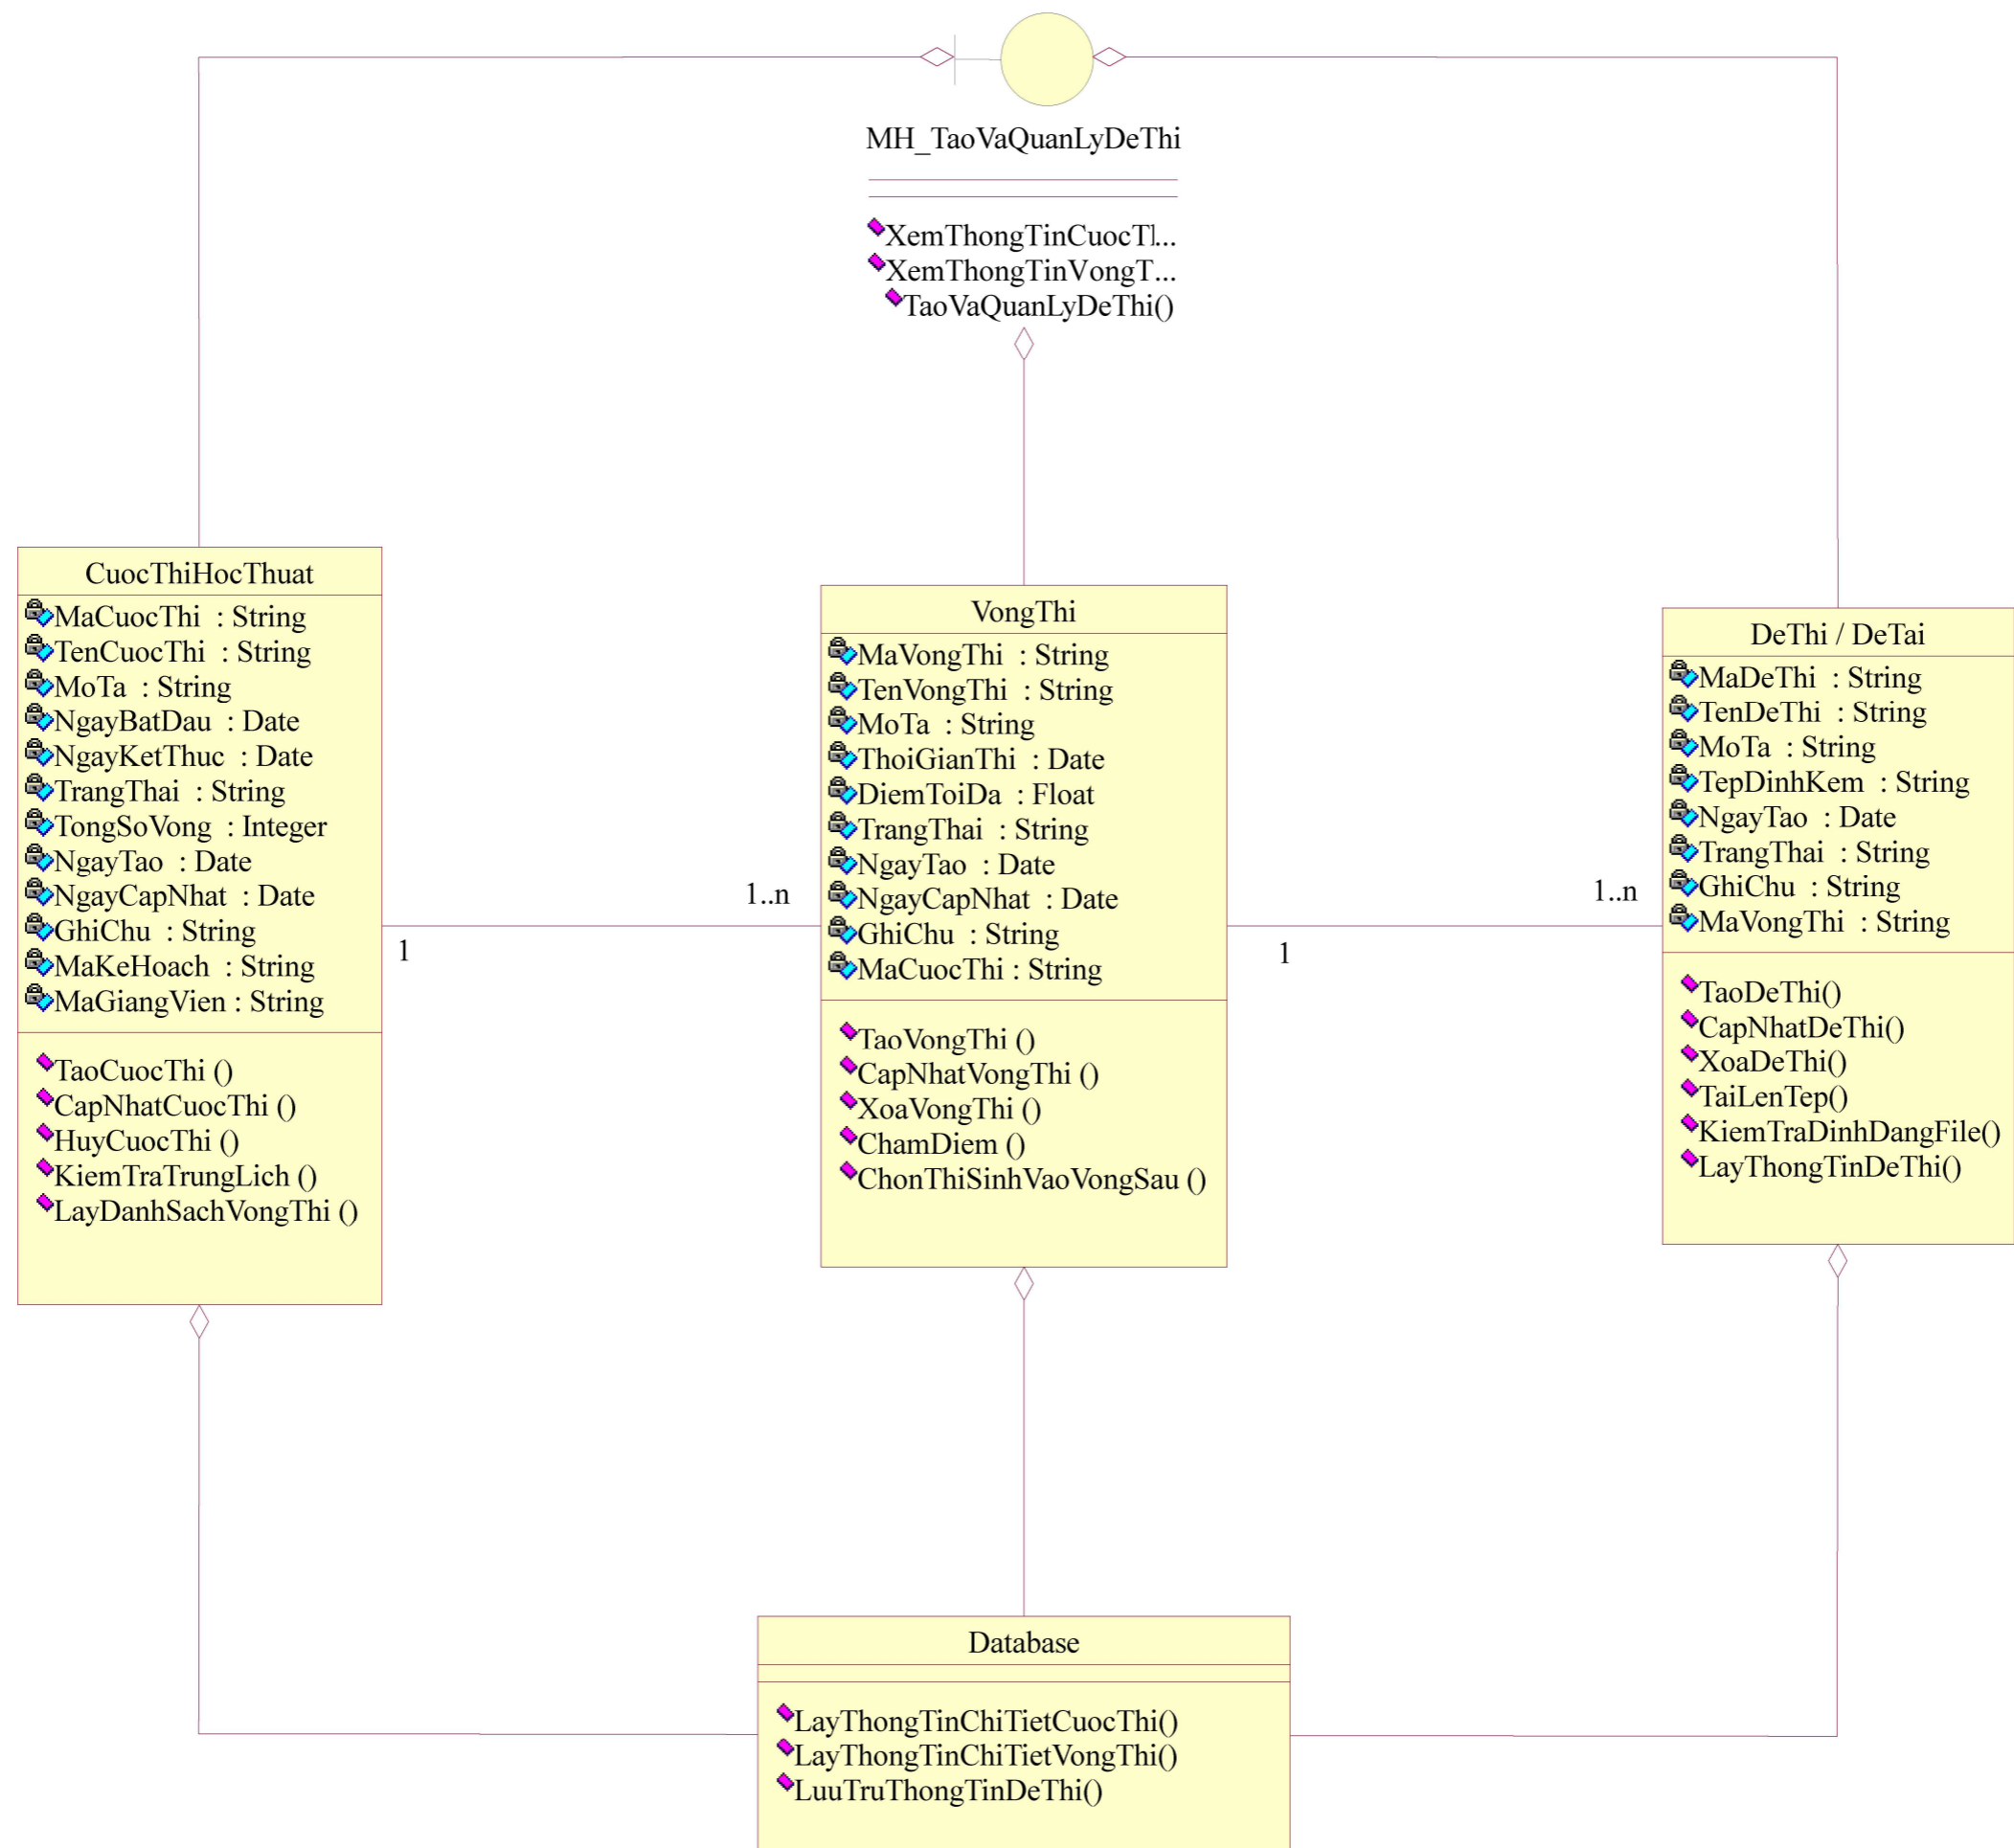 MH_TaoVaQuanLyDeThi
XemThongTinCuocT...
XemThongTinVongT...
TaoVaQuanLyDeThi()
CuocThiHocThuat
MaCuocThi : String
TenCuocThi : String
MoTa : String
NgayBatDau : Date
NgayKetThuc : Date
TrangThai : String
TongSoVong : Integer
NgayTao : Date
NgayCapNhat : Date
GhiChu : String
MaKeHoach : String
MaGiangVien : String
TaoCuocThi ()
CapNhatCuocThi ()
HuyCuocThi ()
KiemTraTrungLich ()
LayDanhSachVongThi ()
1
1..n
VongThi
MaVongThi : String
TenVongThi : String
MoTa : String
ThoiGianThi : Date
DiemToiDa : Float
TrangThai : String
NgayTao : Date
NgayCapNhat : Date
GhiChu : String
MaCuocThi : String
TaoVongThi ()
CapNhatVongThi ()
XoaVongThi ()
ChamDiem ()
ChonThiSinhVaoVongSau ()
1
1..n
DeThi / DeTai
MaDeThi : String
TenDeThi : String
MoTa : String
TepDinhKem : String
NgayTao : Date
TrangThai : String
GhiChu : String
MaVongThi : String
TaoDeThi()
CapNhatDeThi()
XoaDeThi()
TaiLenTep()
KiemTraDinhDangFile()
LayThongTinDeThi()
Database
LayThongTinChiTietCuocThi()
LayThongTinChiTietVongThi()
LuuTruThongTinDeThi()